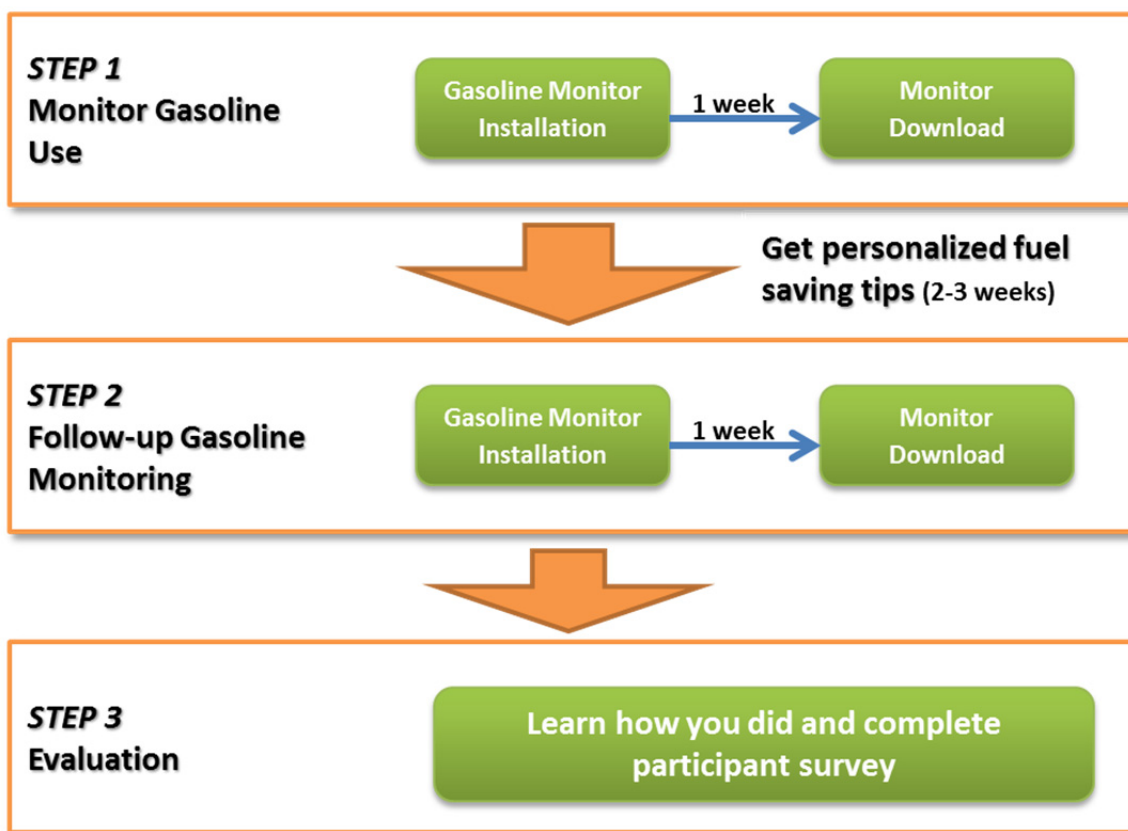 STEP 1
Monitor Gasoline
Use
Gasoline Monitor
Installation
1 week
Monitor
Download
Get personalized fuel
saving tips (2-3 weeks)
STEP 2
Follow-up Gasoline
Monitoring
Gasoline Monitor
Installation
1 week
Monitor
Download
STEP 3
Evaluation
Learn how you did and complete
participant survey